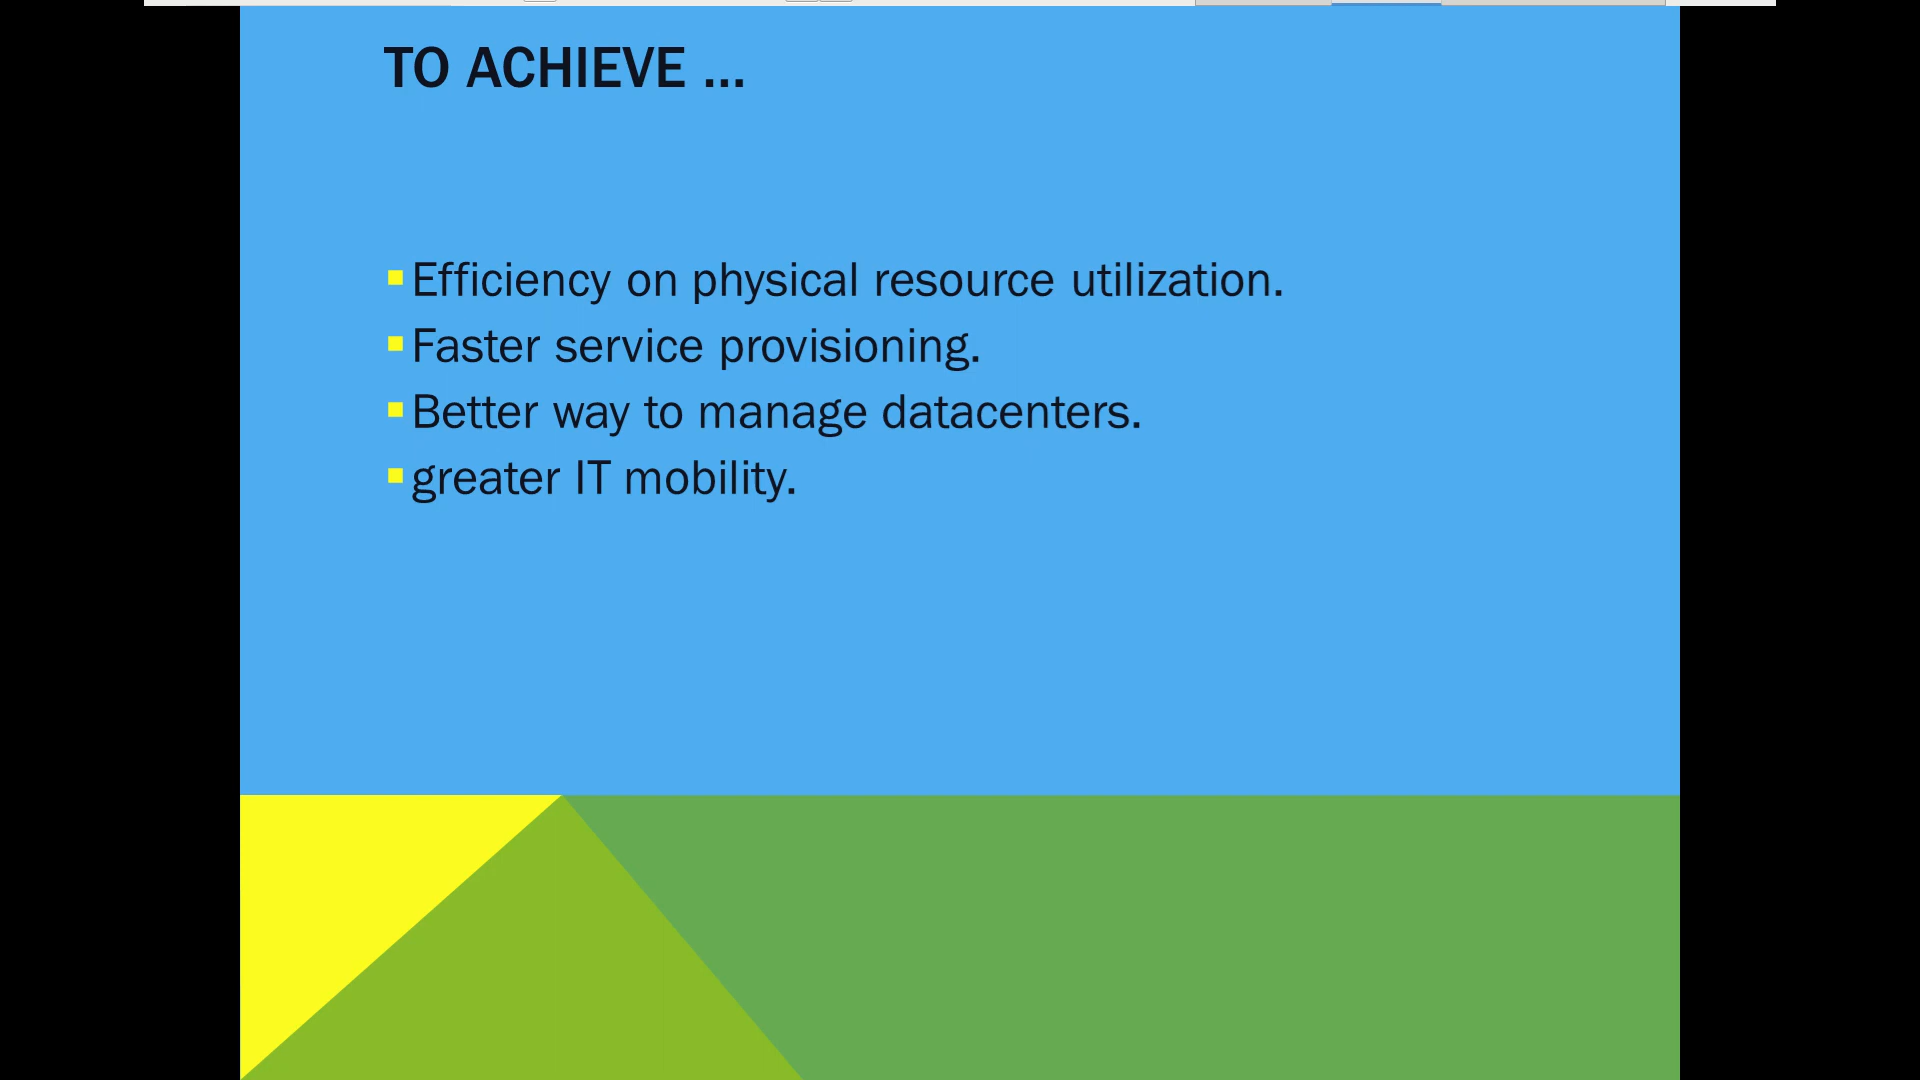 TO ACHIEVE ...
Efficiency on physical resource utilization.
Faster service provisioning.
Better way to manage datacenters.
greater IT mobility.